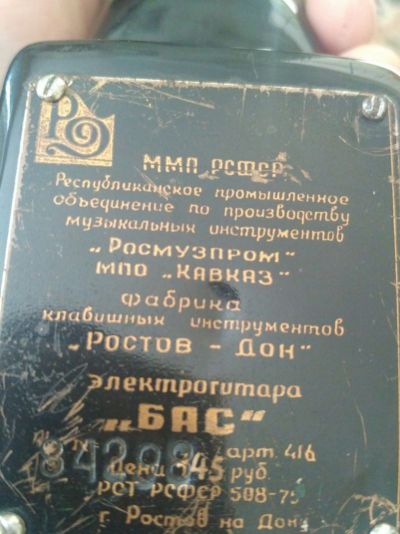 ММП РСФСР
Республиканское промышленное
объединение по производству
музыкальных инструментов
„Росмузпром"
МПО „Кавказ"
фабрика
клавишных инструментов
„Ростов - Дон"
электрогитара
„БАС"
арт. 416
Цена 145 руб.
РСТ РСФСР 508-75
г. Ростов на Дону